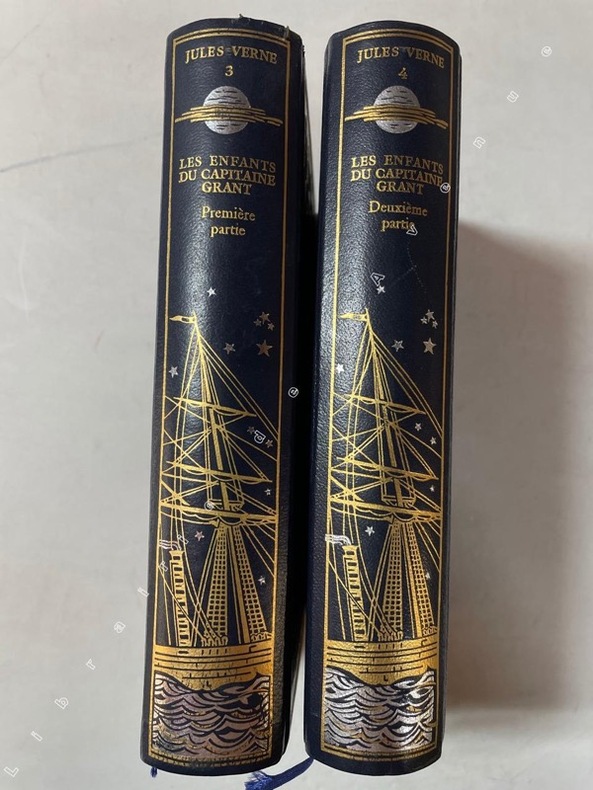 JULES VERNE
3
LES ENFANTS
DU CAPITAINE
GRANT
Première
partie
JULES VERNE
4
LES ENFANTS
DU CAPITAINE
GRANT
Deuxième
partie